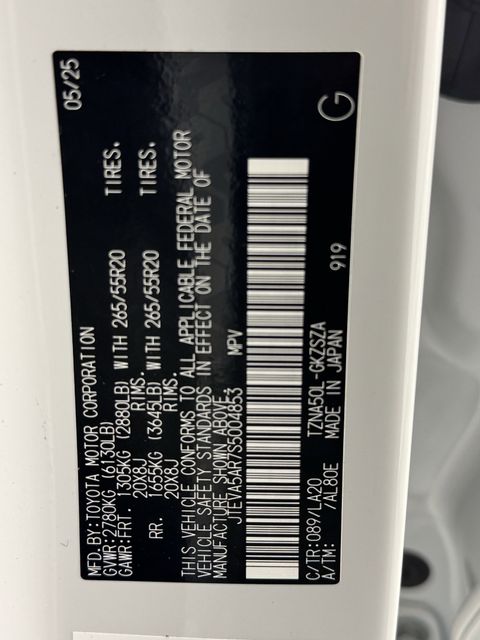 MFD.BY:TOYOTA MOTOR CORPORATION 05/25
GVWR:2780KG (6130LB)
GAWR:FRT. 1305KG (2880LB) WITH 265/55R20 TIRES.
20X8J RIMS.
RR. 1655KG (3645LB) WITH 265/55R20 TIRES.
20X8J RIMS.
THIS VEHICLE CONFORMS TO ALL APPLICABLE FEDERAL MOTOR
VEHICLE SAFETY STANDARDS IN EFFECT ON THE DATE OF
MANUFACTURE SHOWN ABOVE.
JTEVA5AR7S5004853 MPV
C/TR:089/LA20 TZNA50L-GKZSZA 919 G
A/TM: /AL80E MADE IN JAPAN